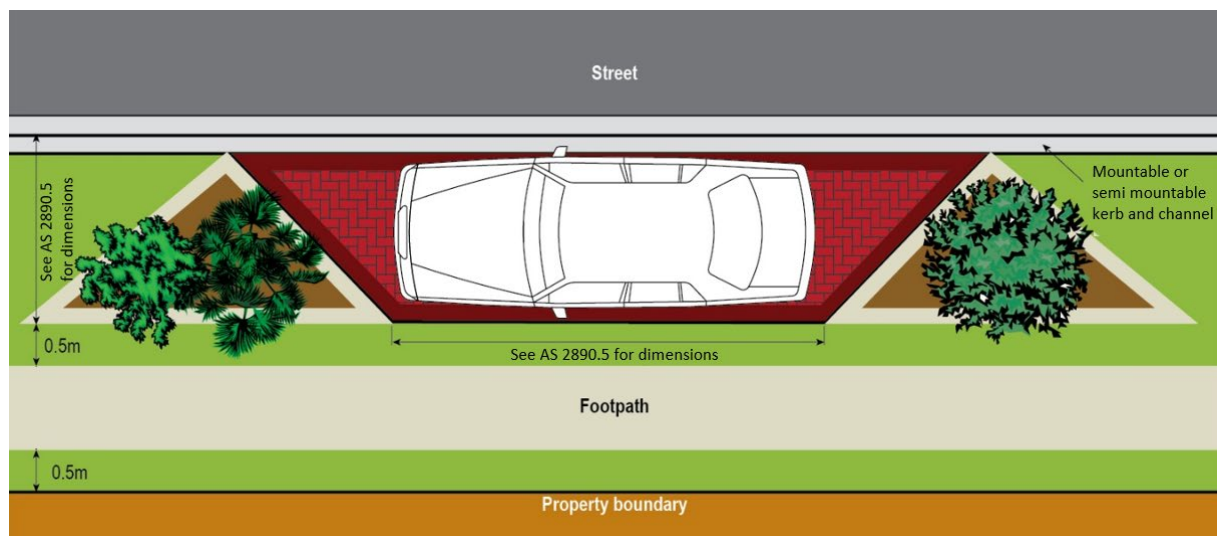 Street
Mountable or
semi mountable
kerb and channel
See AS 2890.5
for dimensions
0.5m
See AS 2890.5 for dimensions
Footpath
0.5m
Property boundary